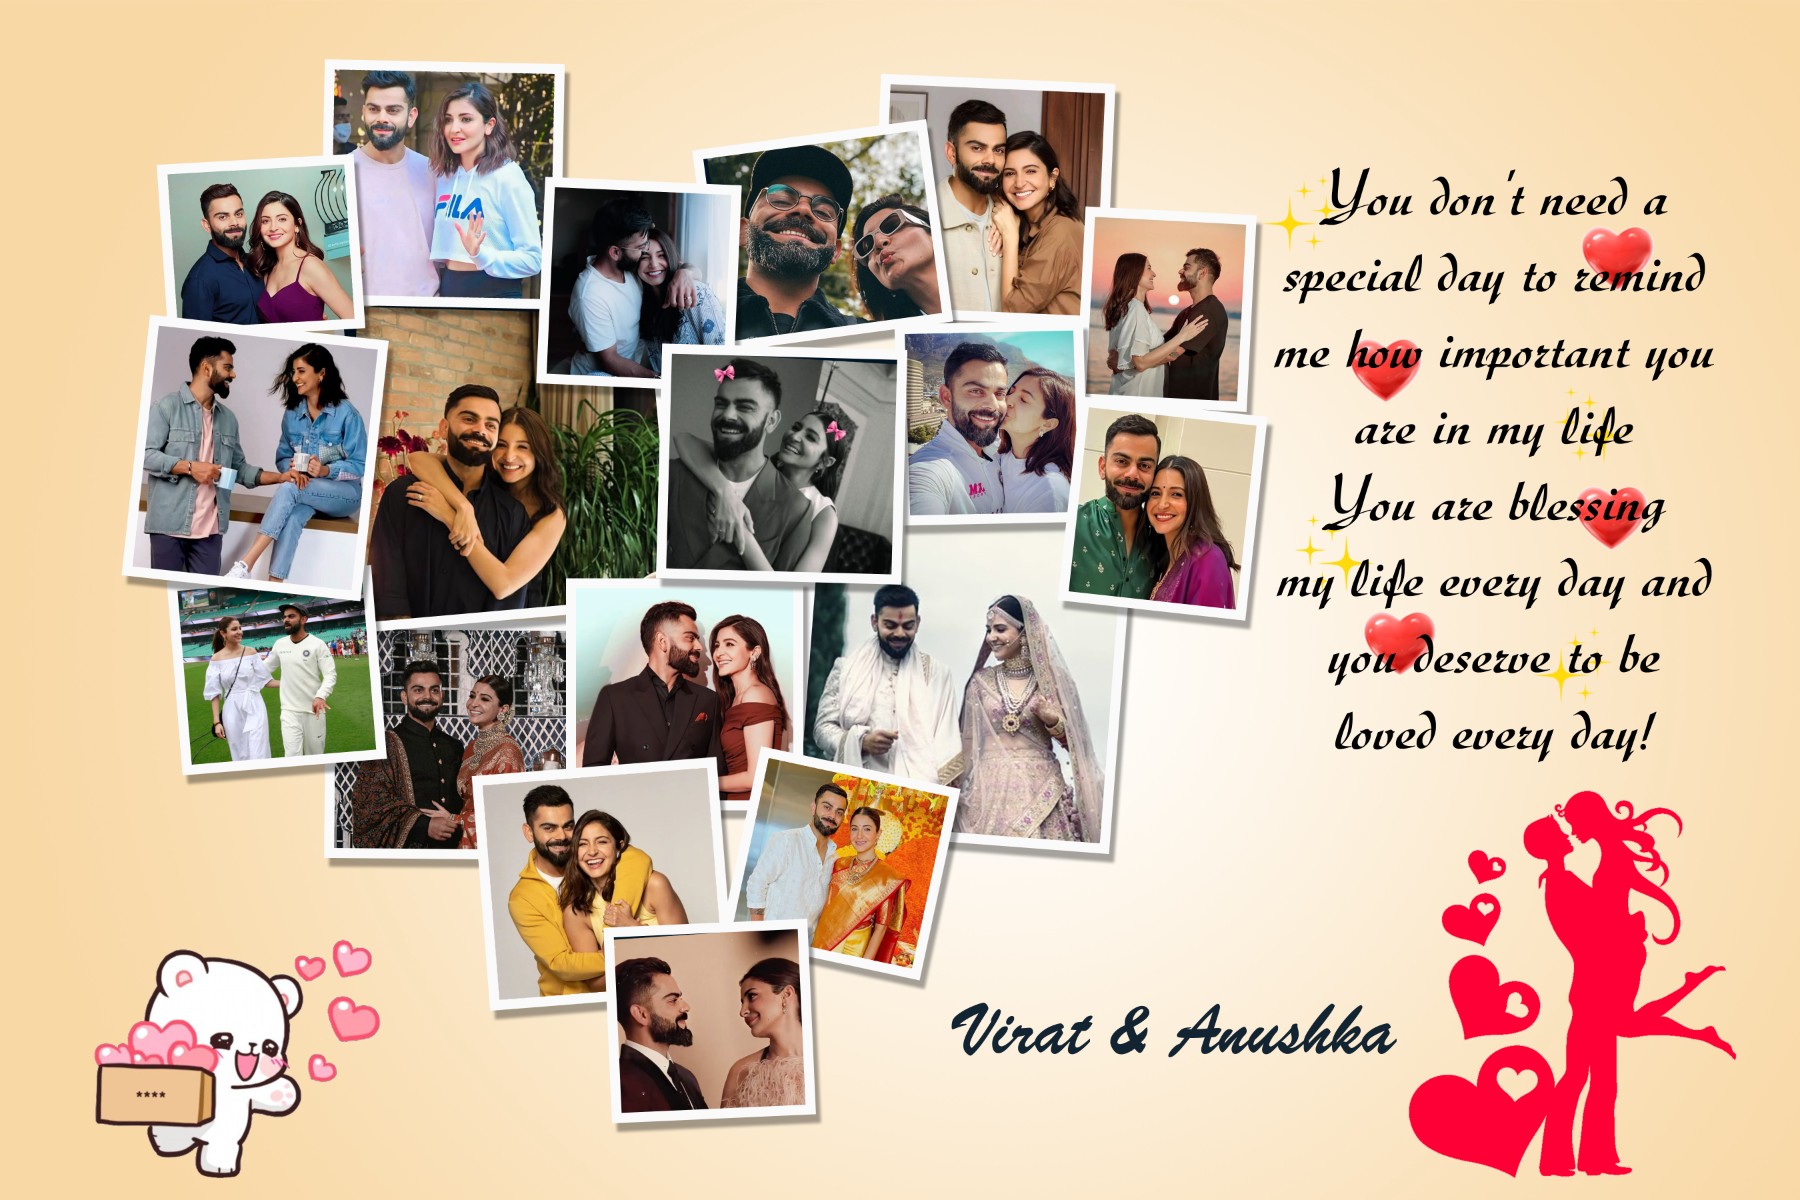 FILA
You don't need a
special day to remind
me how important you
are in my life
You are blessing
my life every day and
you deserve to be
loved every day!
Virat & Anushka
****